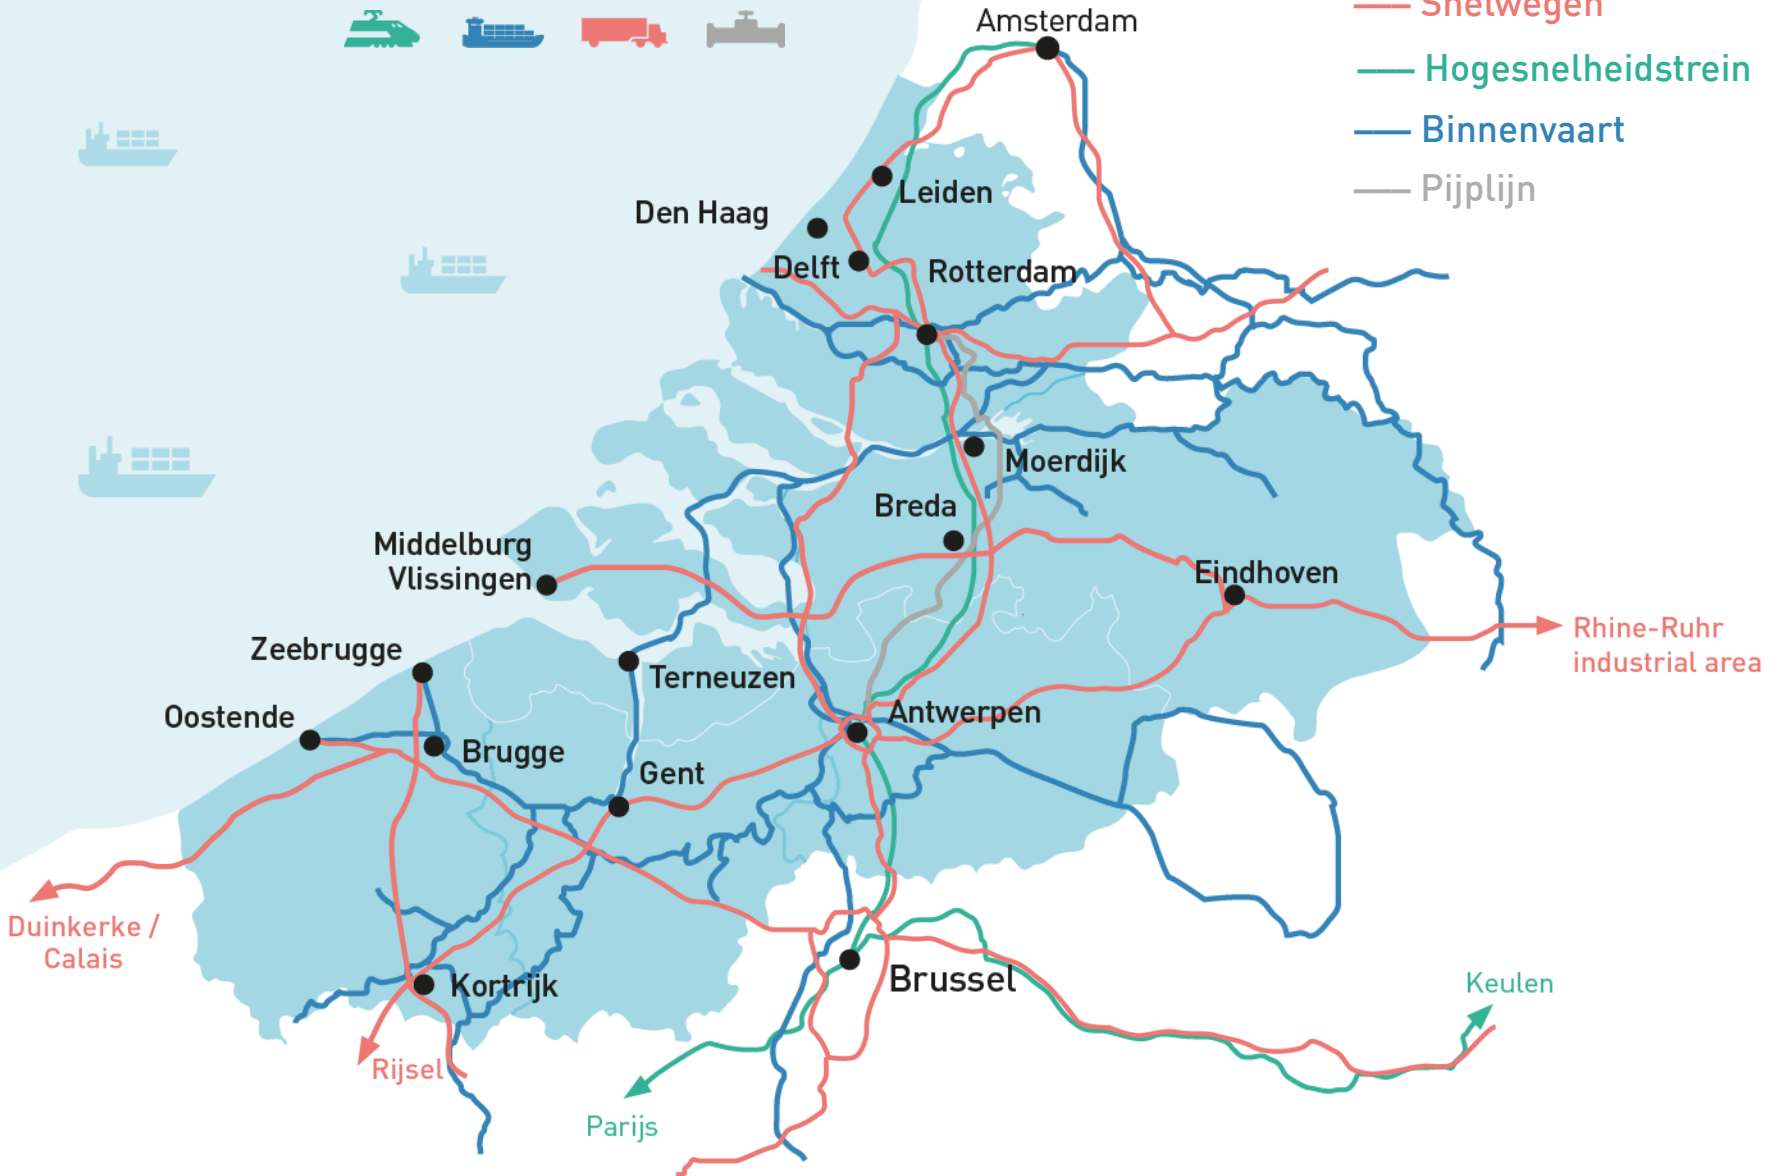 Amsterdam
Snelwegen
Hogesnelheidstrein
Binnenvaart
Pijplijn
Leiden
Den Haag
Delft
Rotterdam
Moerdijk
Breda
Middelburg
Vlissingen
Eindhoven
Rhine-Ruhr
industrial area
Zeebrugge
Terneuzen
Oostende
Antwerpen
Brugge
Gent
Duinkerke /
Calais
Brussel
Kortrijk
Keulen
Rijsel
Parijs